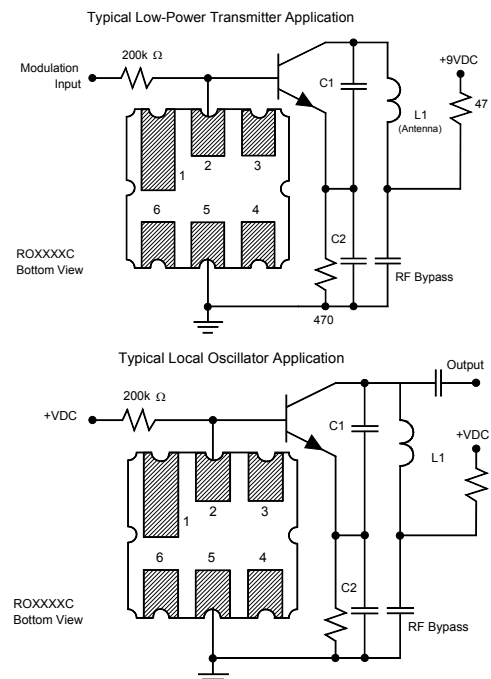 Typical Low-Power Transmitter Application
200k Ω
Modulation
Input
C1
+9VDC
47
L1
(Antenna)
1
2
3
6
5
4
C2
ROXXXXC
Bottom View
RF Bypass
470
Typical Local Oscillator Application
Output
200k Ω
+VDC
C1
+VDC
L1
1
2
3
6
5
4
C2
ROXXXXC
Bottom View
RF Bypass